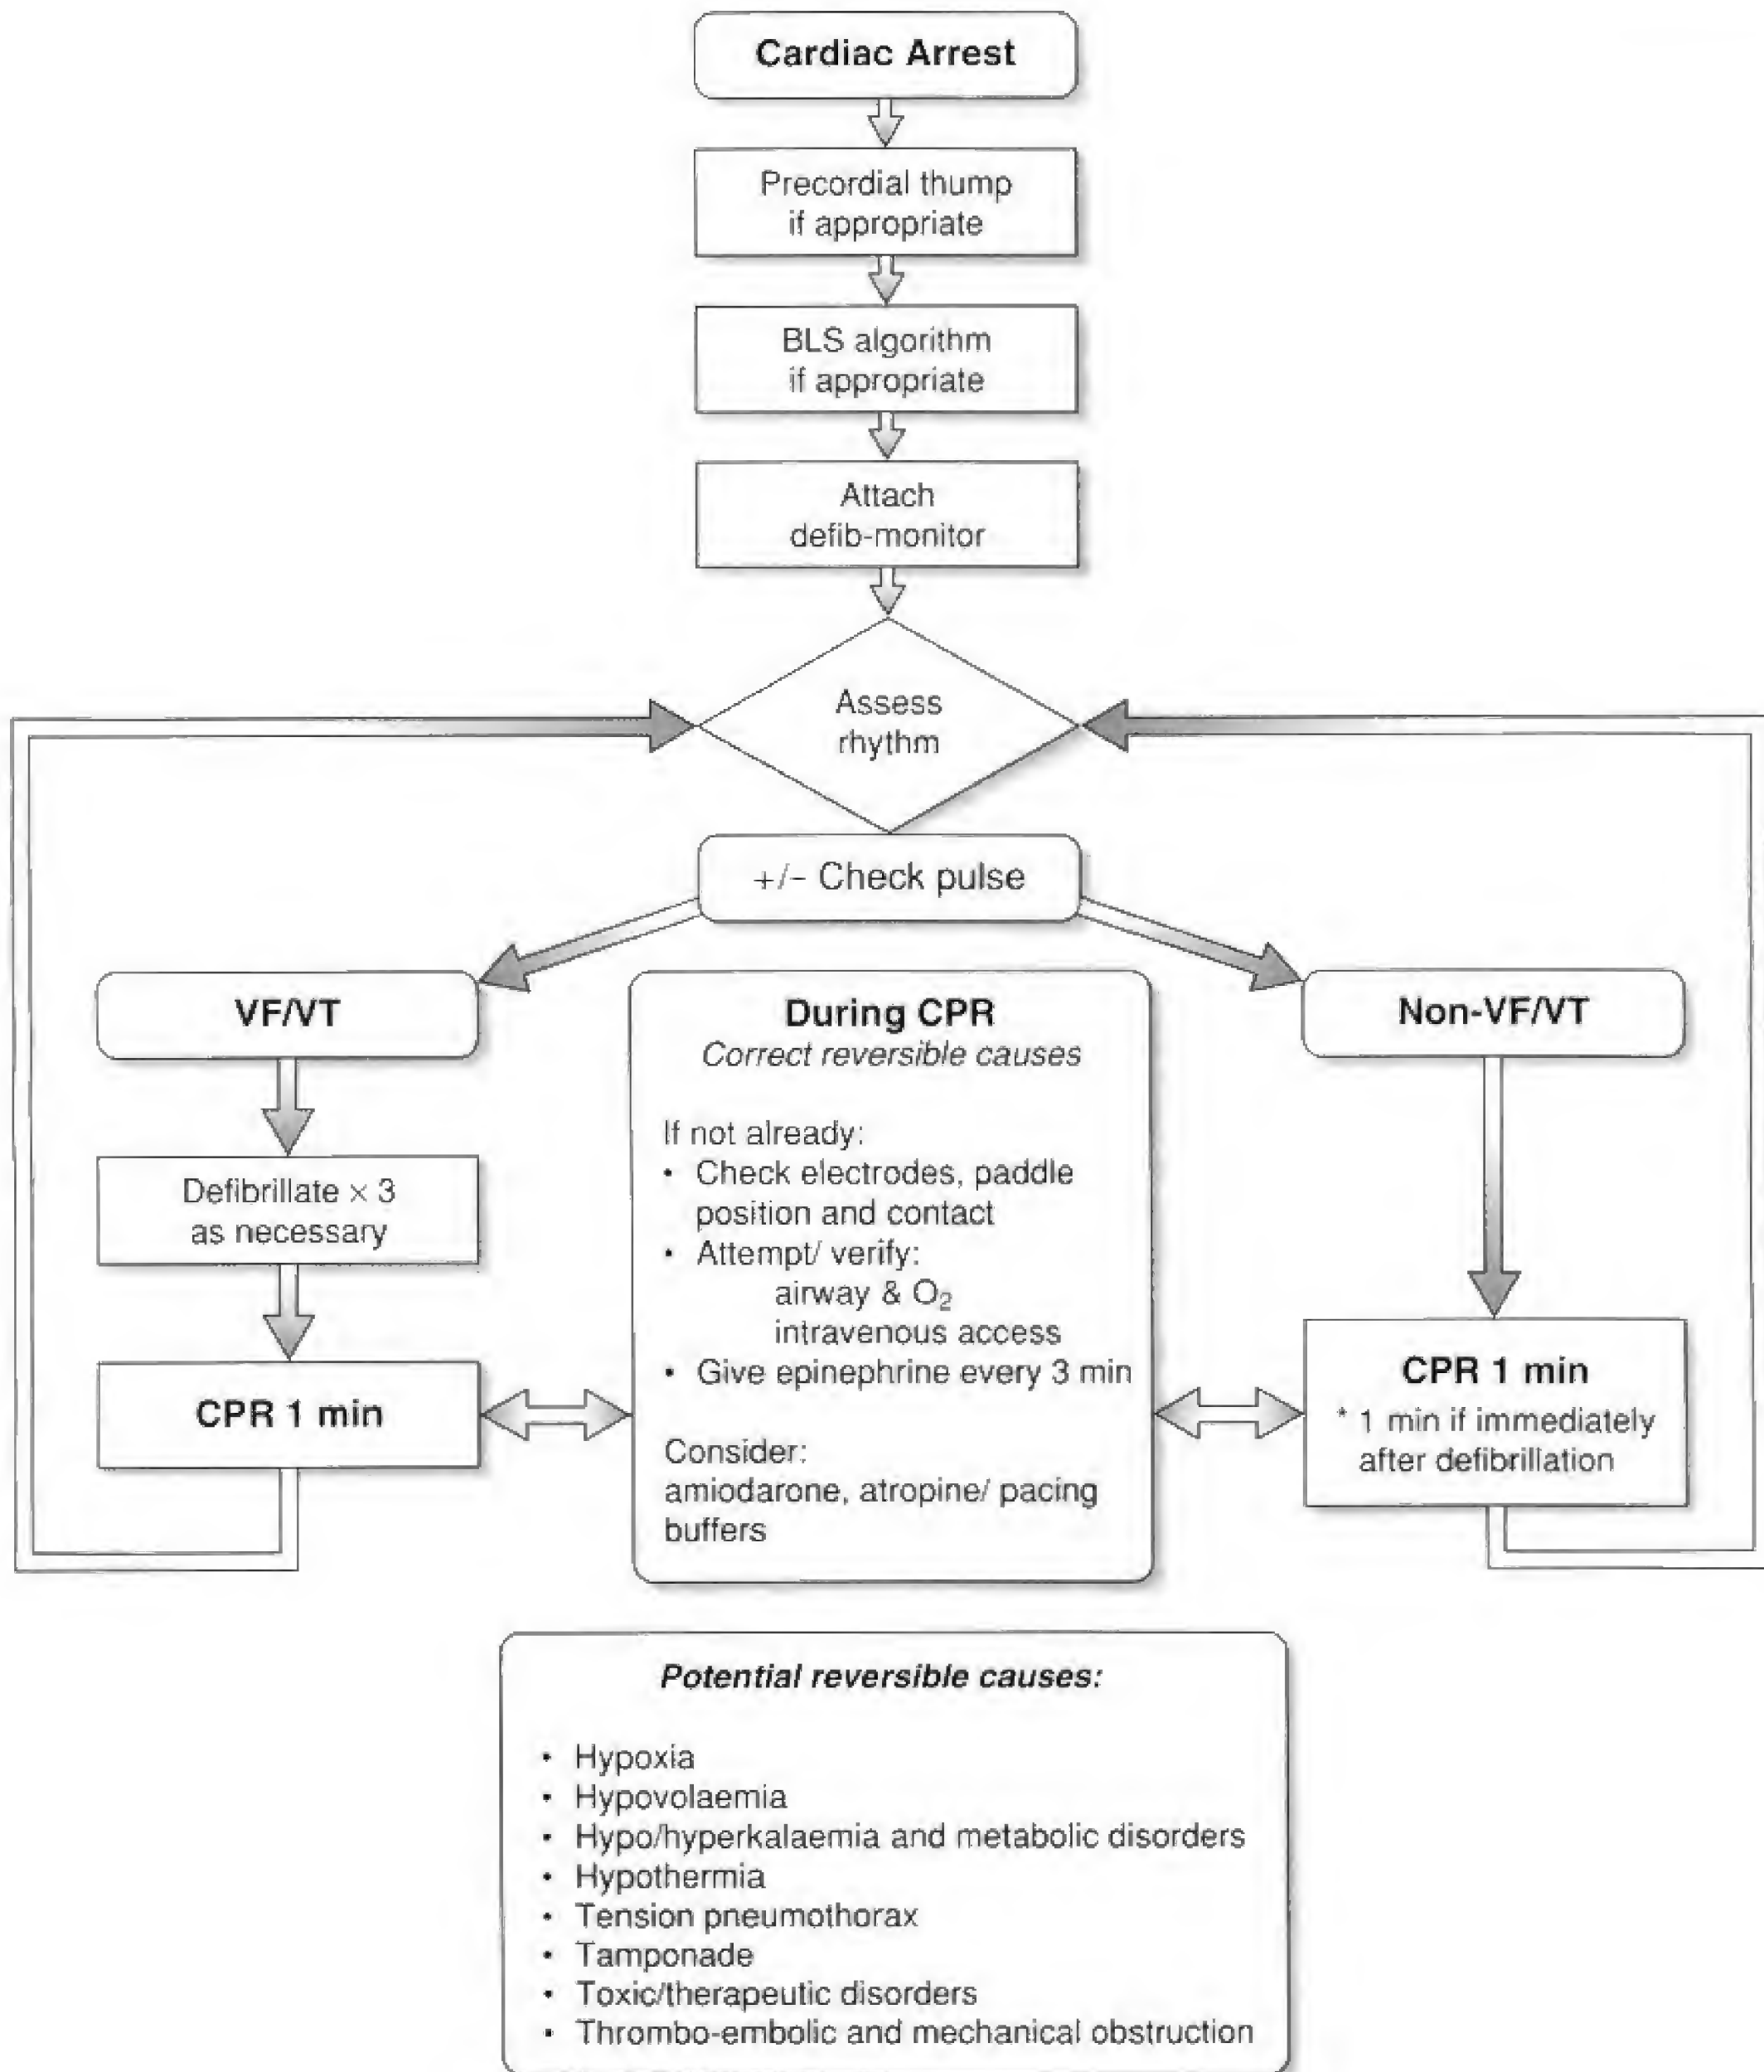 Cardiac Arrest
Precordial thump
if appropriate
BLS algorithm
if appropriate
Attach
defib-monitor
Assess
rhythm
+/– Check pulse
VF/VT
Defibrillate × 3
as necessary
CPR 1 min
During CPR
Correct reversible causes
If not already:
• Check electrodes, paddle
position and contact
• Attempt/ verify:
airway & O₂
intravenous access
• Give epinephrine every 3 min
Consider:
amiodarone, atropine/ pacing
buffers
Non-VF/VT
CPR 1 min
* 1 min if immediately
after defibrillation
Potential reversible causes:
• Hypoxia
• Hypovolaemia
• Hypo/hyperkalaemia and metabolic disorders
• Hypothermia
• Tension pneumothorax
• Tamponade
• Toxic/therapeutic disorders
• Thrombo-embolic and mechanical obstruction